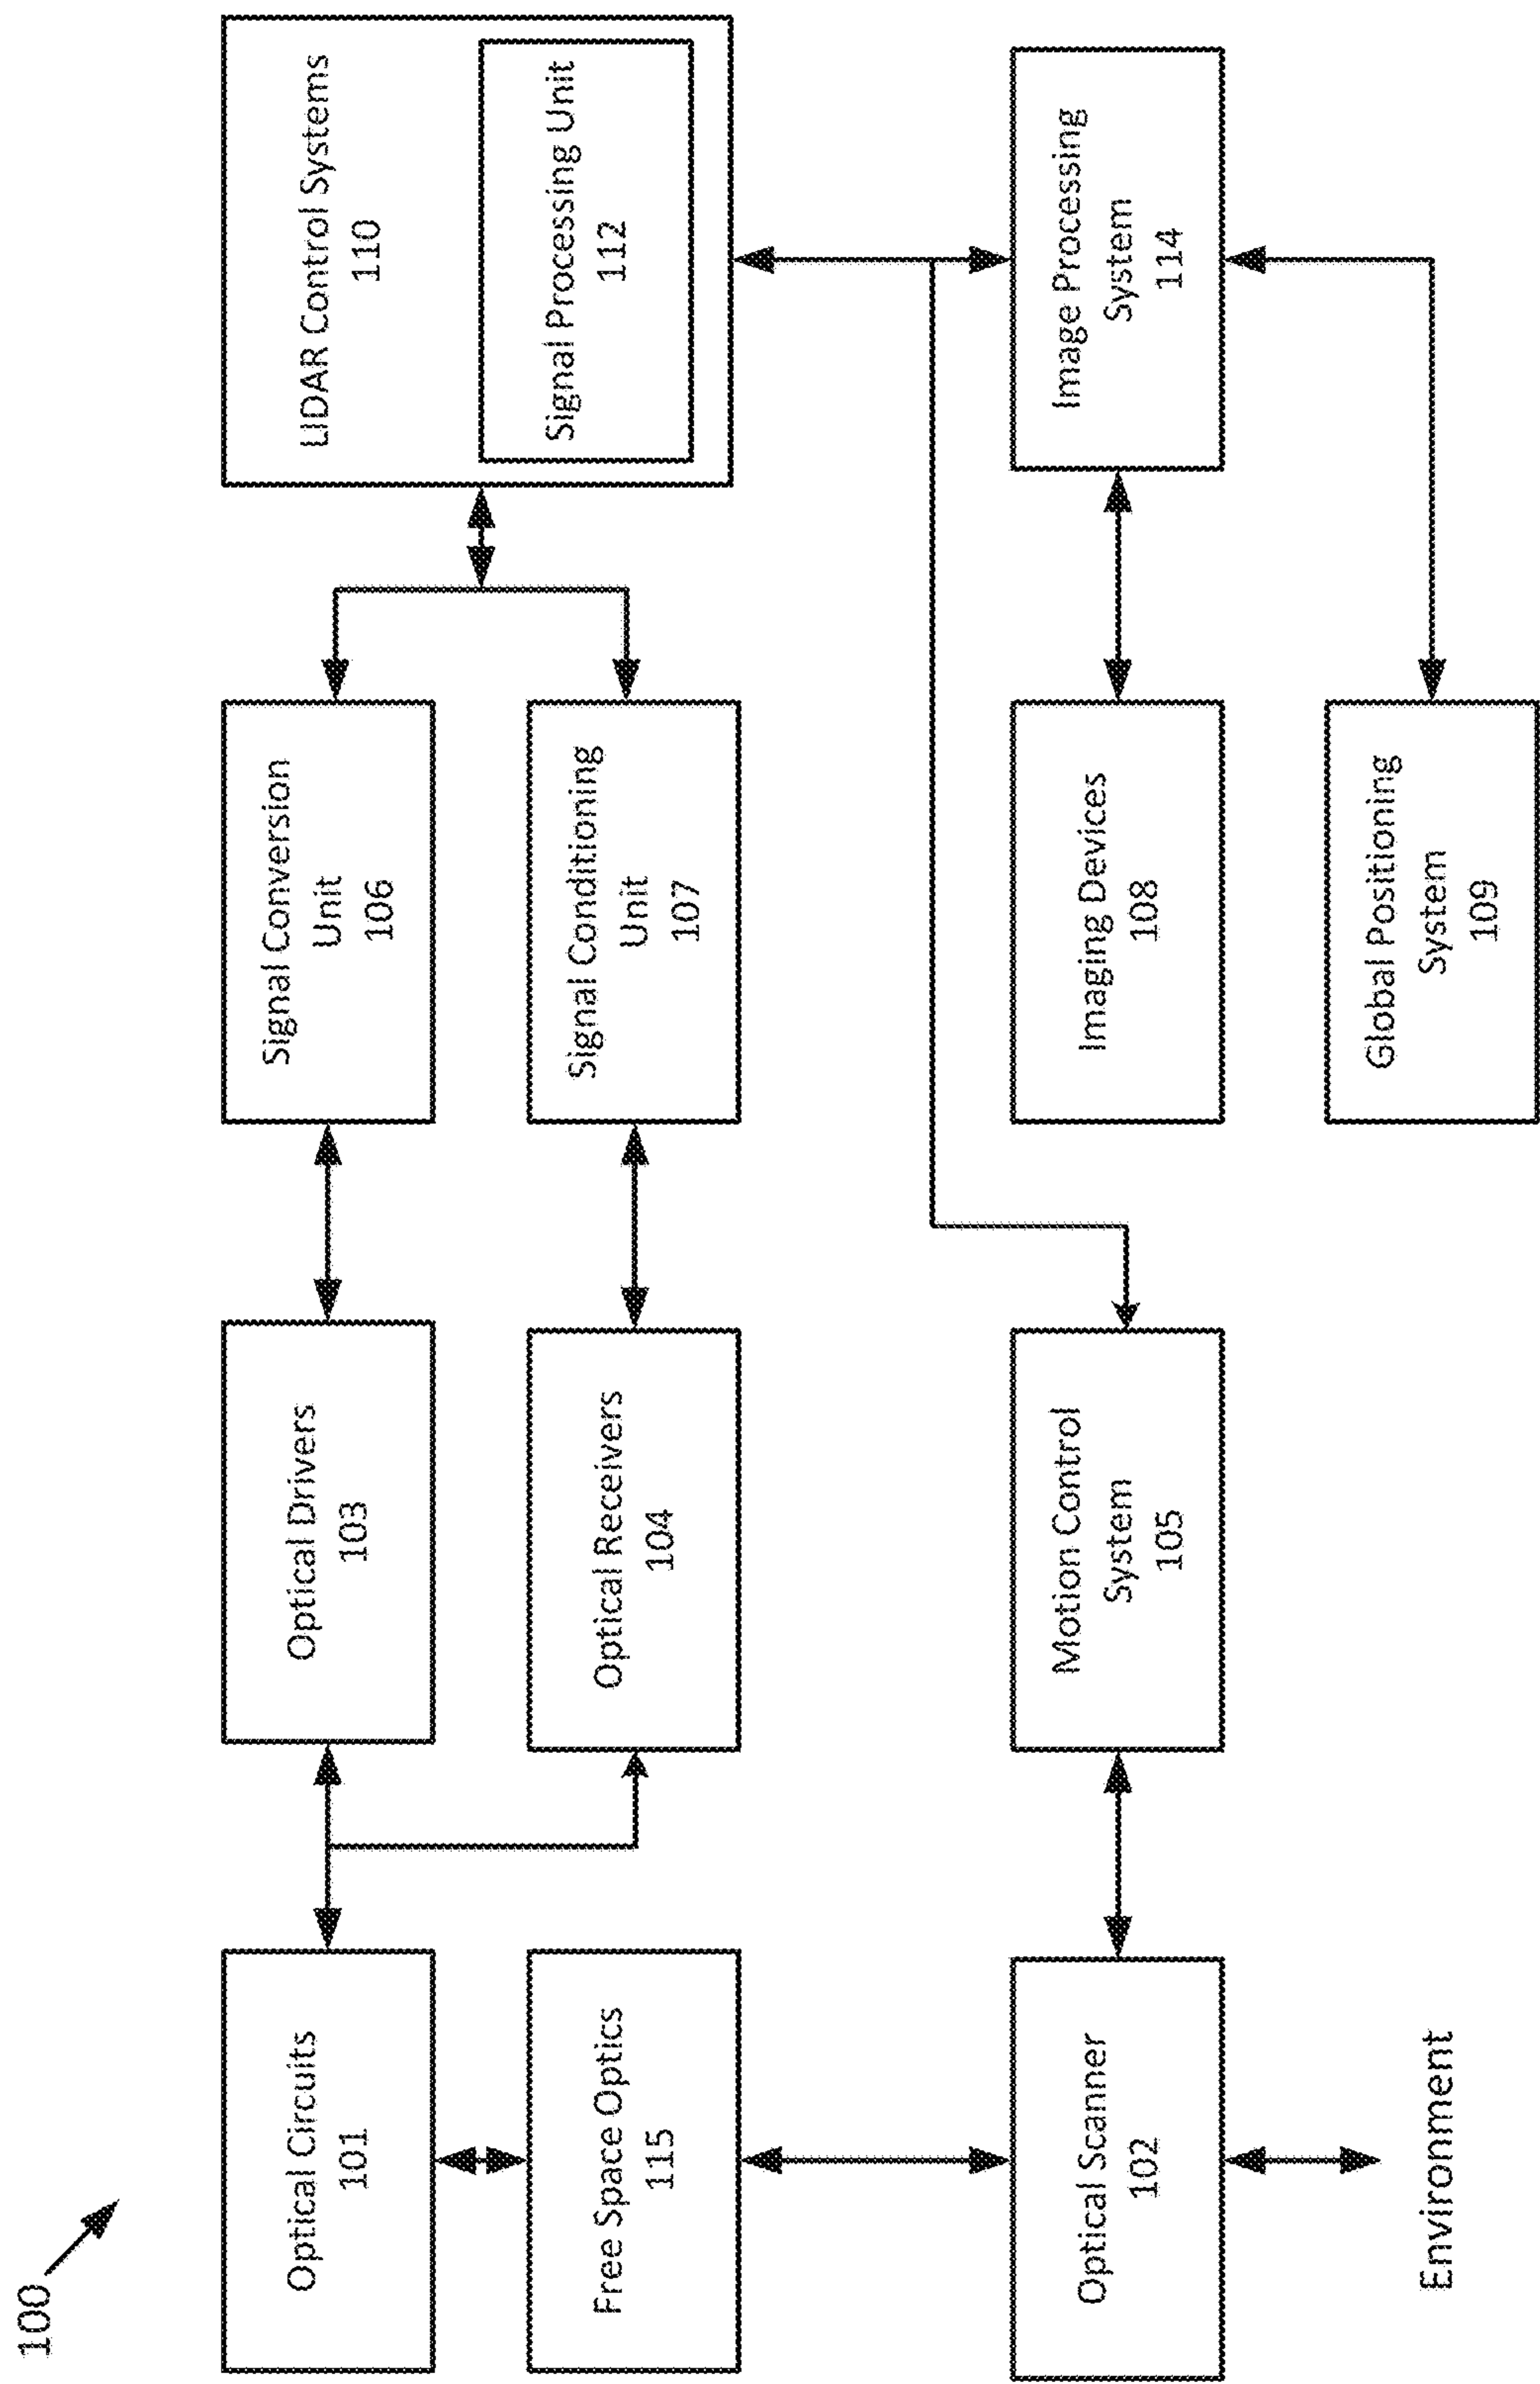 100
Optical Circuits
101
Optical Drivers
103
Signal Conversion
Unit
106
LIDAR Control Systems
110
Signal Processing Unit
112
Free Space Optics
115
Optical Receivers
104
Signal Conditioning
Unit
107
Optical Scanner
102
Motion Control
System
105
Imaging Devices
108
Image Processing
System
114
Environment
Global Positioning
System
109